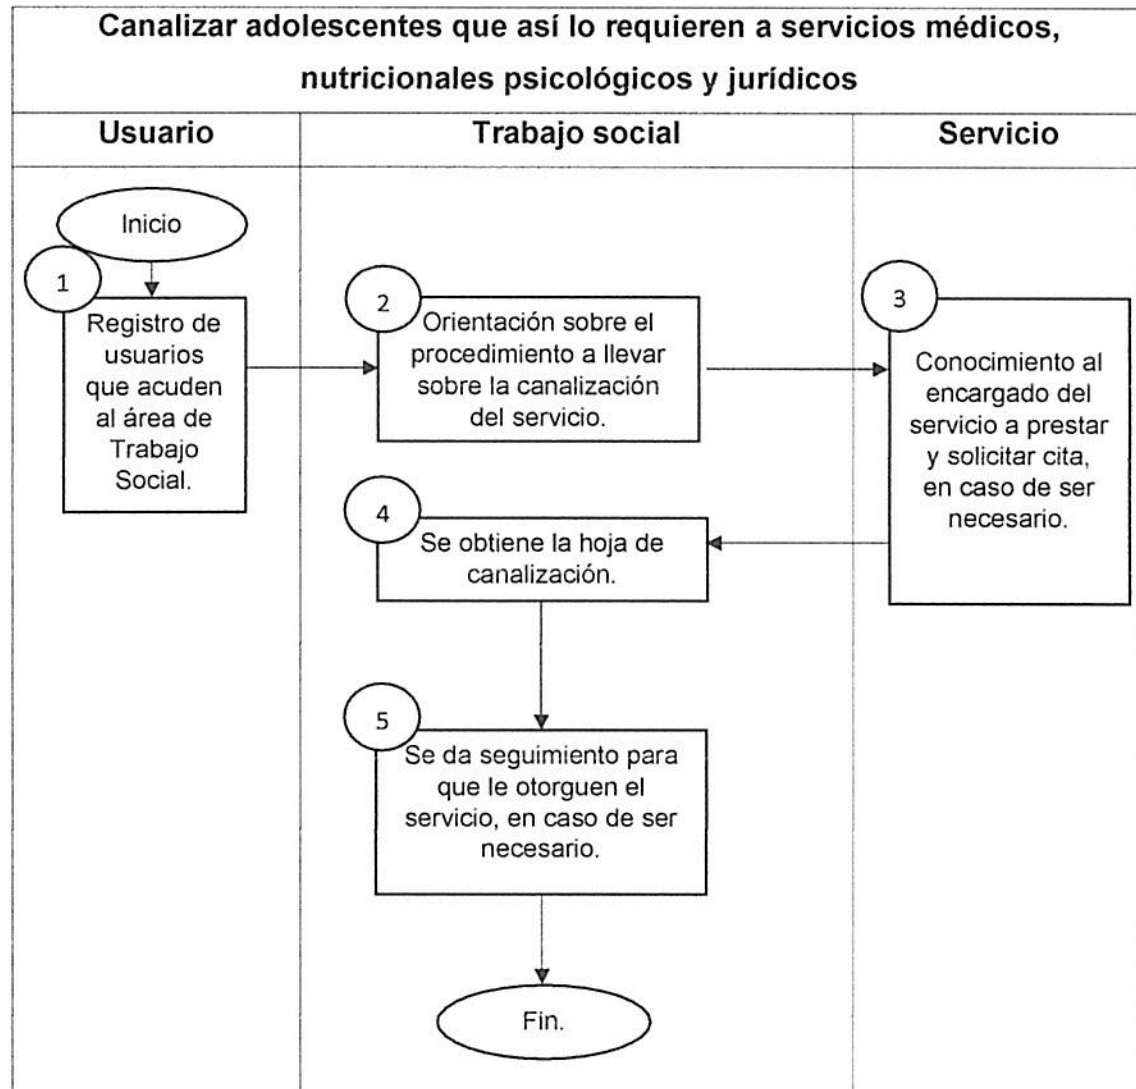 Canalizar adolescentes que así lo requieren a servicios médicos,
nutricionales psicológicos y jurídicos
Usuario
Trabajo social
Servicio
Inicio
1
Registro de
usuarios
que acuden
al área de
Trabajo
Social.
2
Orientación sobre el
procedimiento a llevar
sobre la canalización
del servicio.
3
Conocimiento al
encargado del
servicio a prestar
y solicitar cita,
en caso de ser
necesario.
4
Se obtiene la hoja de
canalización.
5
Se da seguimiento para
que le otorguen el
servicio, en caso de ser
necesario.
Fin.